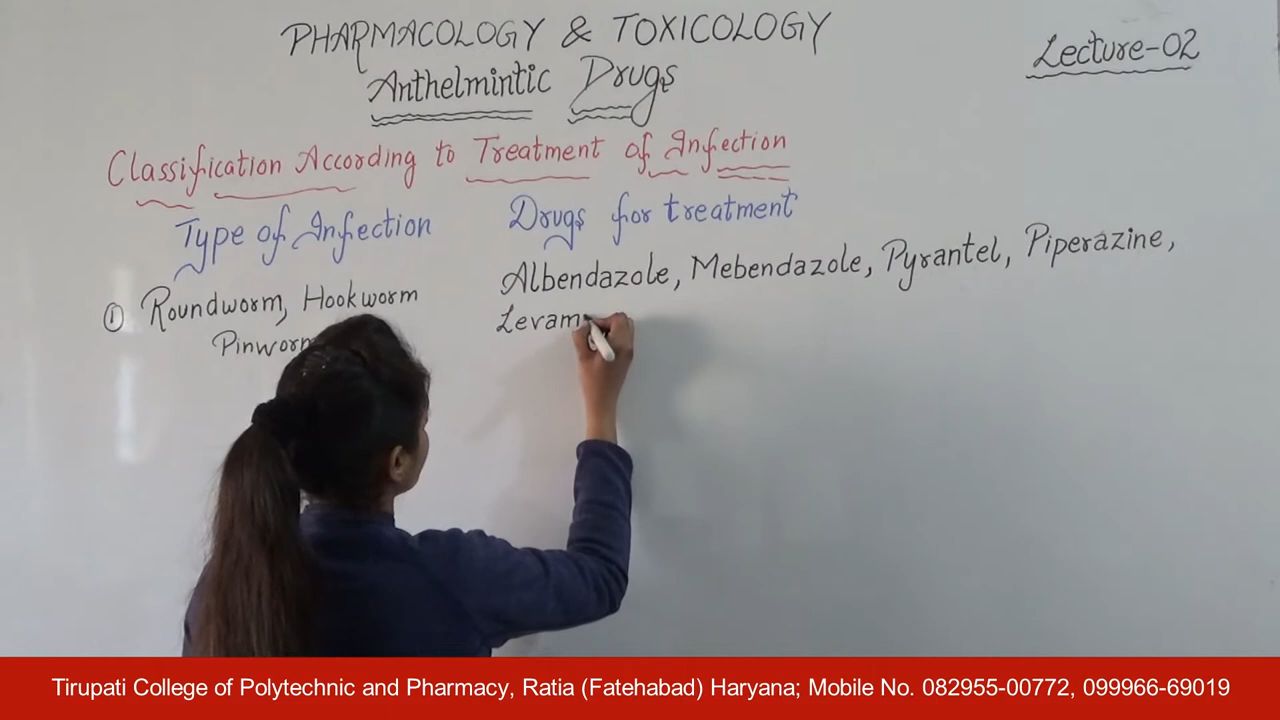 PHARMACOLOGY & TOXICOLOGY
Lecture-02
Anthelmintic Drugs
Classification According to Treatment of Infection
Type of Infection
Drugs for treatment
① Roundworm, Hookworm
Pinworm
Albendazole, Mebendazole, Pyrantel, Piperazine,
Levam
Tirupati College of Polytechnic and Pharmacy, Ratia (Fatehabad) Haryana; Mobile No. 082955-00772, 099966-69019